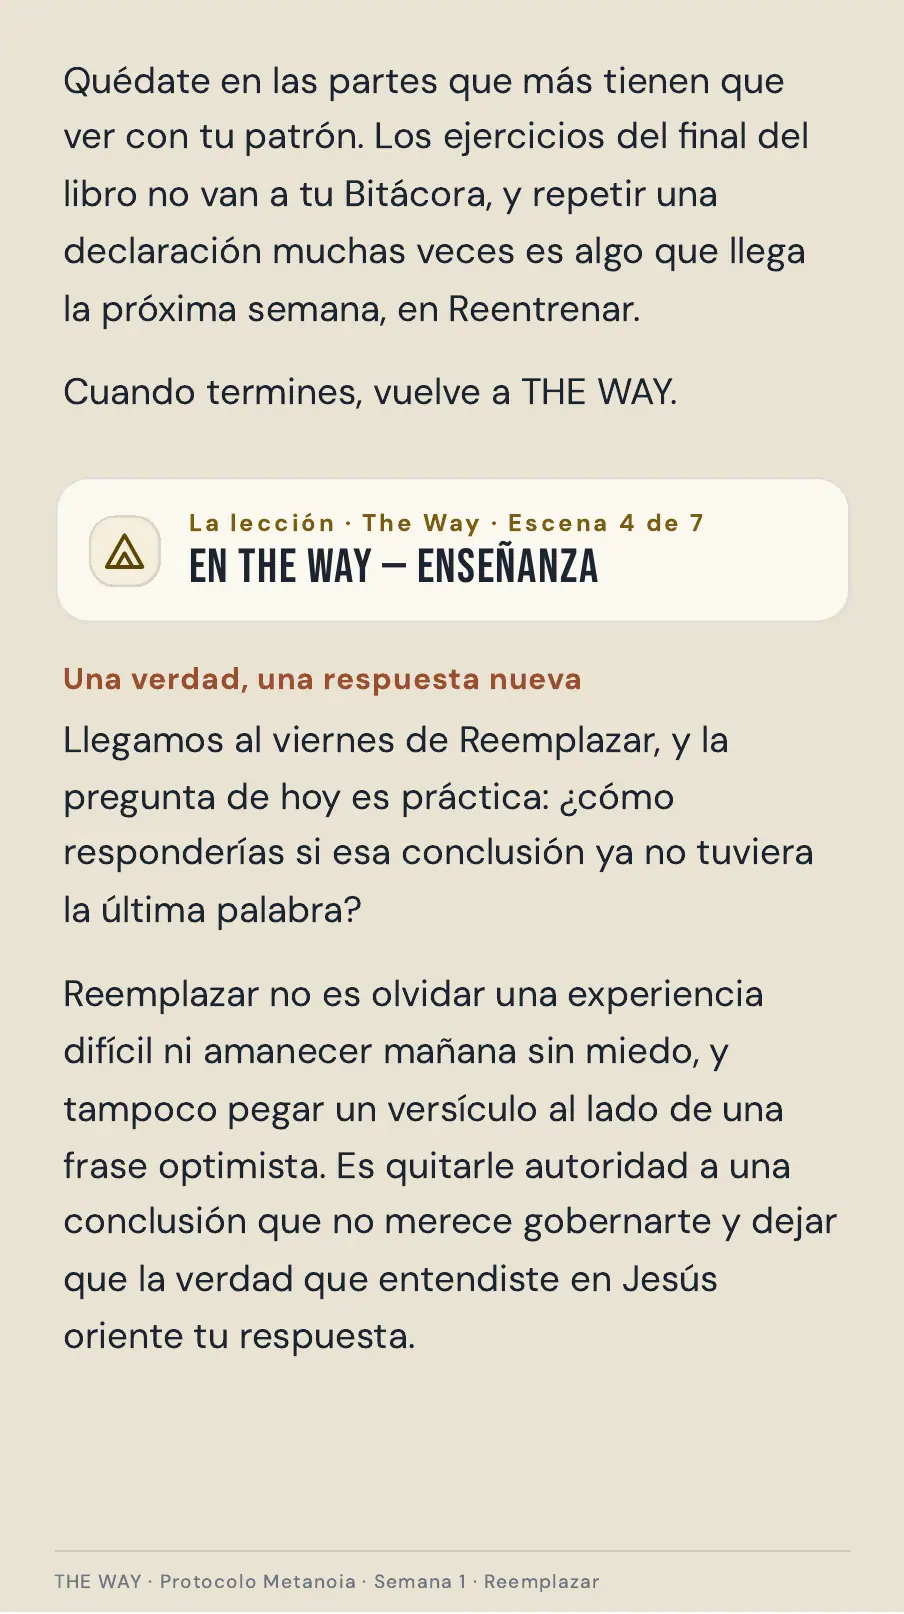 Quédate en las partes que más tienen que
ver con tu patrón. Los ejercicios del final del
libro no van a tu Bitácora, y repetir una
declaración muchas veces es algo que llega
la próxima semana, en Reentrenar.
Cuando termines, vuelve a THE WAY.
La lección · The Way · Escena 4 de 7
EN THE WAY — ENSEÑANZA
Una verdad, una respuesta nueva
Llegamos al viernes de Reemplazar, y la
pregunta de hoy es práctica: ¿cómo
responderías si esa conclusión ya no tuviera
la última palabra?
Reemplazar no es olvidar una experiencia
difícil ni amanecer mañana sin miedo, y
tampoco pegar un versículo al lado de una
frase optimista. Es quitarle autoridad a una
conclusión que no merece gobernarte y dejar
que la verdad que entendiste en Jesús
oriente tu respuesta.
THE WAY · Protocolo Metanoia · Semana 1 · Reemplazar